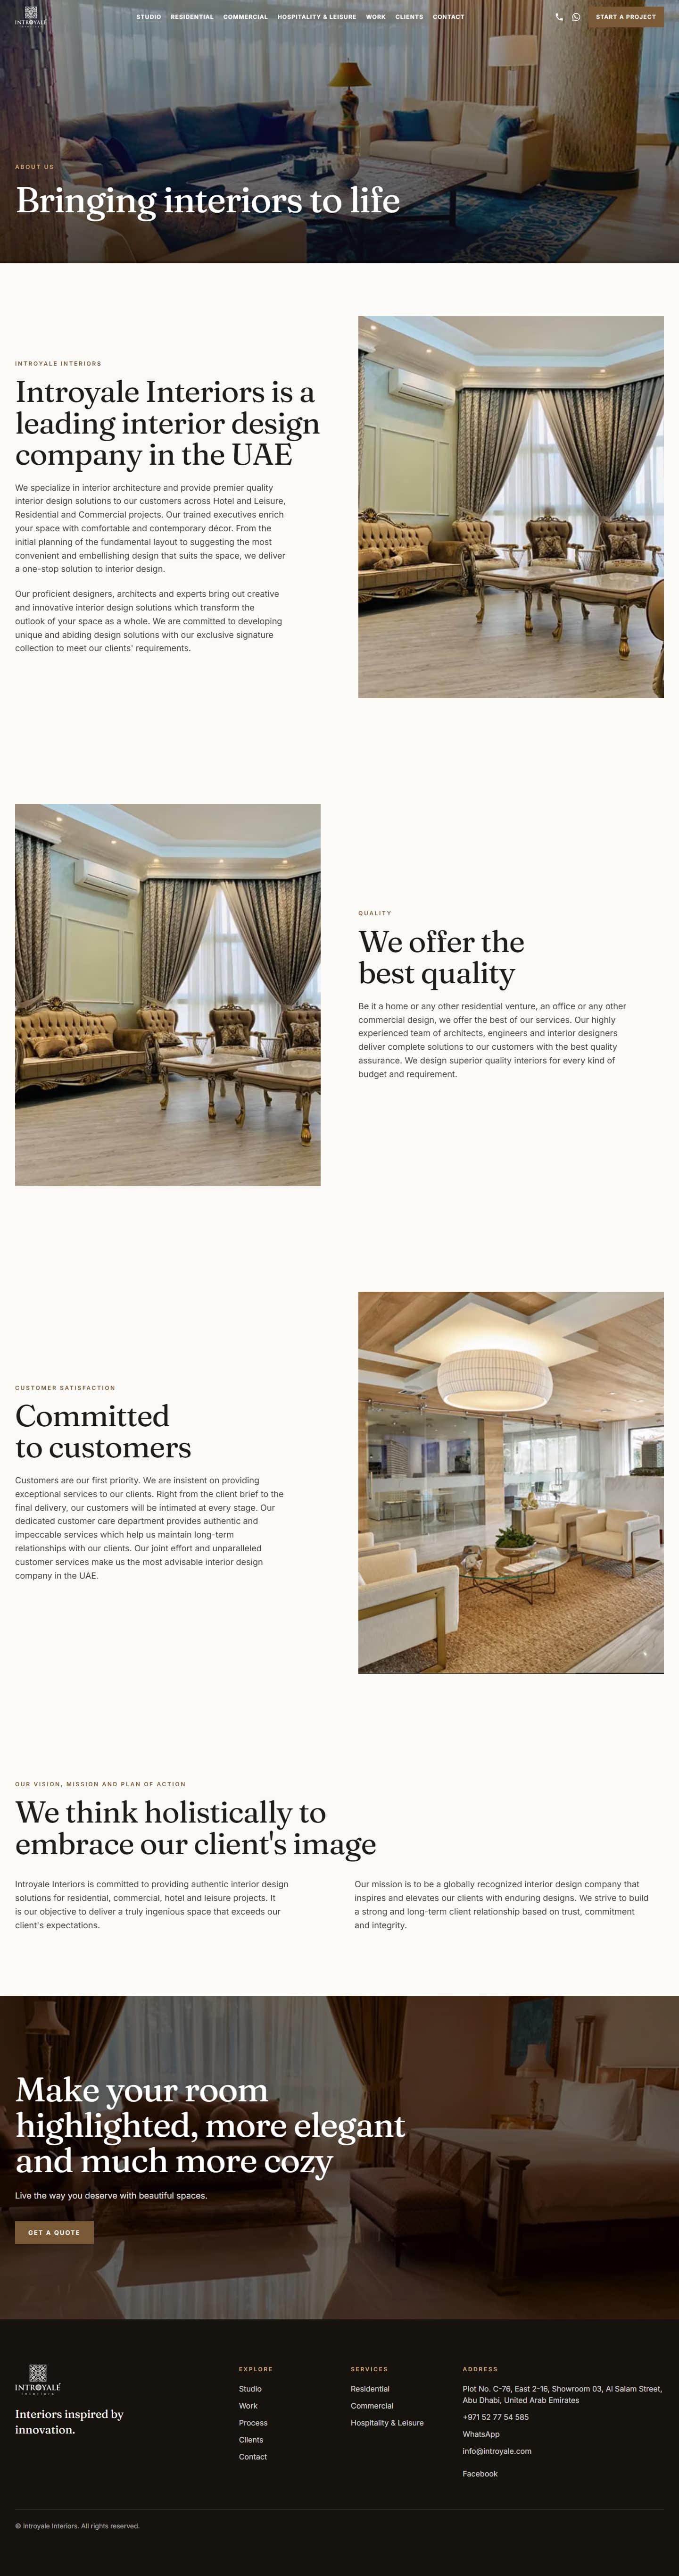 INTROYALE
interiors
STUDIO RESIDENTIAL COMMERCIAL HOSPITALITY & LEISURE WORK CLIENTS CONTACT
START A PROJECT
ABOUT US
Bringing interiors to life
INTROYALE INTERIORS
Introyale Interiors is a
leading interior design
company in the UAE
We specialize in interior architecture and provide premier quality
interior design solutions to our customers across Hotel and Leisure,
Residential and Commercial projects. Our trained executives enrich
your space with comfortable and contemporary décor. From the
initial planning of the fundamental layout to suggesting the most
convenient and embellishing design that suits the space, we deliver
a one-stop solution to interior design.
Our proficient designers, architects and experts bring out creative
and innovative interior design solutions which transform the
outlook of your space as a whole. We are committed to developing
unique and abiding design solutions with our exclusive signature
collection to meet our clients' requirements.
QUALITY
We offer the
best quality
Be it a home or any other residential venture, an office or any other
commercial design, we offer the best of our services. Our highly
experienced team of architects, engineers and interior designers
deliver complete solutions to our customers with the best quality
assurance. We design superior quality interiors for every kind of
budget and requirement.
CUSTOMER SATISFACTION
Committed
to customers
Customers are our first priority. We are insistent on providing
exceptional services to our clients. Right from the client brief to the
final delivery, our customers will be intimated at every stage. Our
dedicated customer care department provides authentic and
impeccable services which help us maintain long-term
relationships with our clients. Our joint effort and unparalleled
customer services make us the most advisable interior design
company in the UAE.
OUR VISION, MISSION AND PLAN OF ACTION
We think holistically to
embrace our client's image
Introyale Interiors is committed to providing authentic interior design
solutions for residential, commercial, hotel and leisure projects. It
is our objective to deliver a truly ingenious space that exceeds our
client's expectations.
Our mission is to be a globally recognized interior design company that
inspires and elevates our clients with enduring designs. We strive to build
a strong and long-term client relationship based on trust, commitment
and integrity.
Make your room
highlighted, more elegant
and much more cozy
Live the way you deserve with beautiful spaces.
GET A QUOTE
INTROYALE
interiors
Interiors inspired by
innovation.
EXPLORE
Studio
Work
Process
Clients
Contact
SERVICES
Residential
Commercial
Hospitality & Leisure
ADDRESS
Plot No. C-76, East 2-16, Showroom 03, Al Salam Street,
Abu Dhabi, United Arab Emirates
+971 52 77 54 585
WhatsApp
info@introyale.com
Facebook
© Introyale Interiors. All rights reserved.